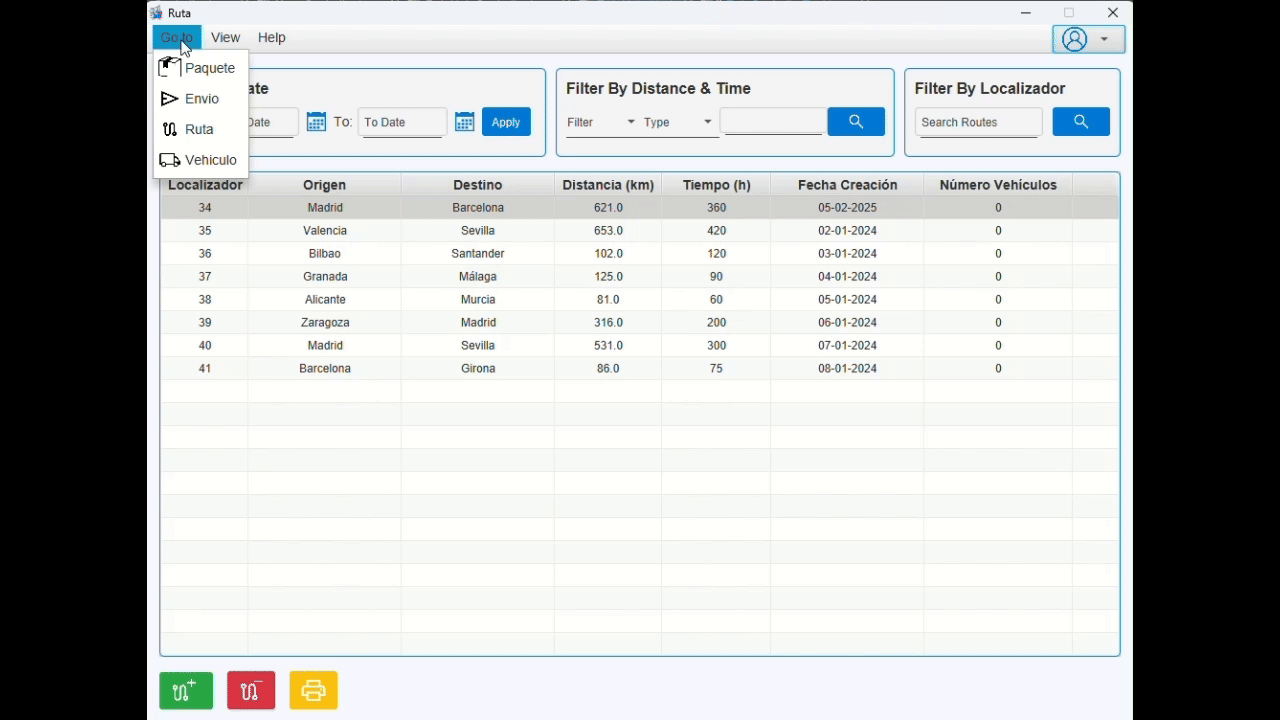 Ruta
Go to View Help
Paquete
Envio
Ruta
Vehiculo
ate
Date To: To Date Apply
Filter By Distance & Time
Filter Type
Filter By Localizador
Search Routes
Localizador Origen Destino Distancia (km) Tiempo (h) Fecha Creación Número Vehículos
34 Madrid Barcelona 621.0 360 05-02-2025 0
35 Valencia Sevilla 653.0 420 02-01-2024 0
36 Bilbao Santander 102.0 120 03-01-2024 0
37 Granada Málaga 125.0 90 04-01-2024 0
38 Alicante Murcia 81.0 60 05-01-2024 0
39 Zaragoza Madrid 316.0 200 06-01-2024 0
40 Madrid Sevilla 531.0 300 07-01-2024 0
41 Barcelona Girona 86.0 75 08-01-2024 0